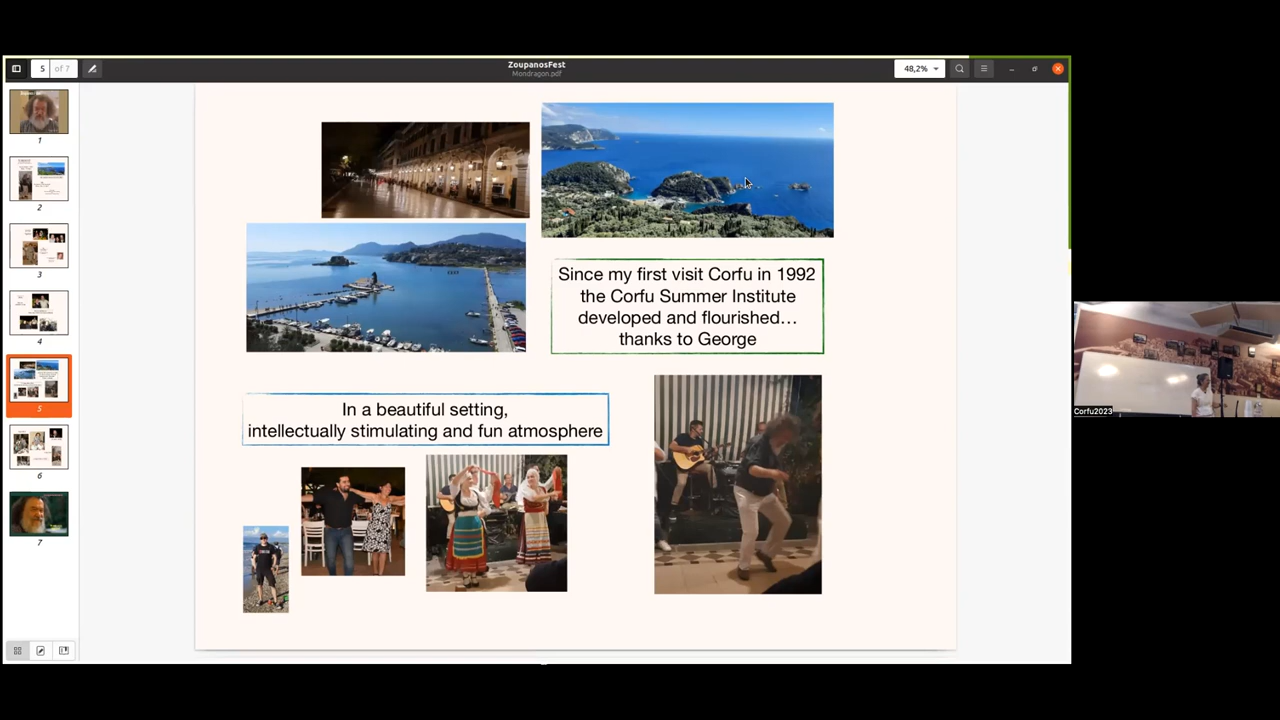 5 of 7
ZoupanosFest
Mondragon.pdf
48,2%
1
2
3
4
5
6
7
Since my first visit Corfu in 1992
the Corfu Summer Institute
developed and flourished…
thanks to George
In a beautiful setting,
intellectually stimulating and fun atmosphere
Corfu2023